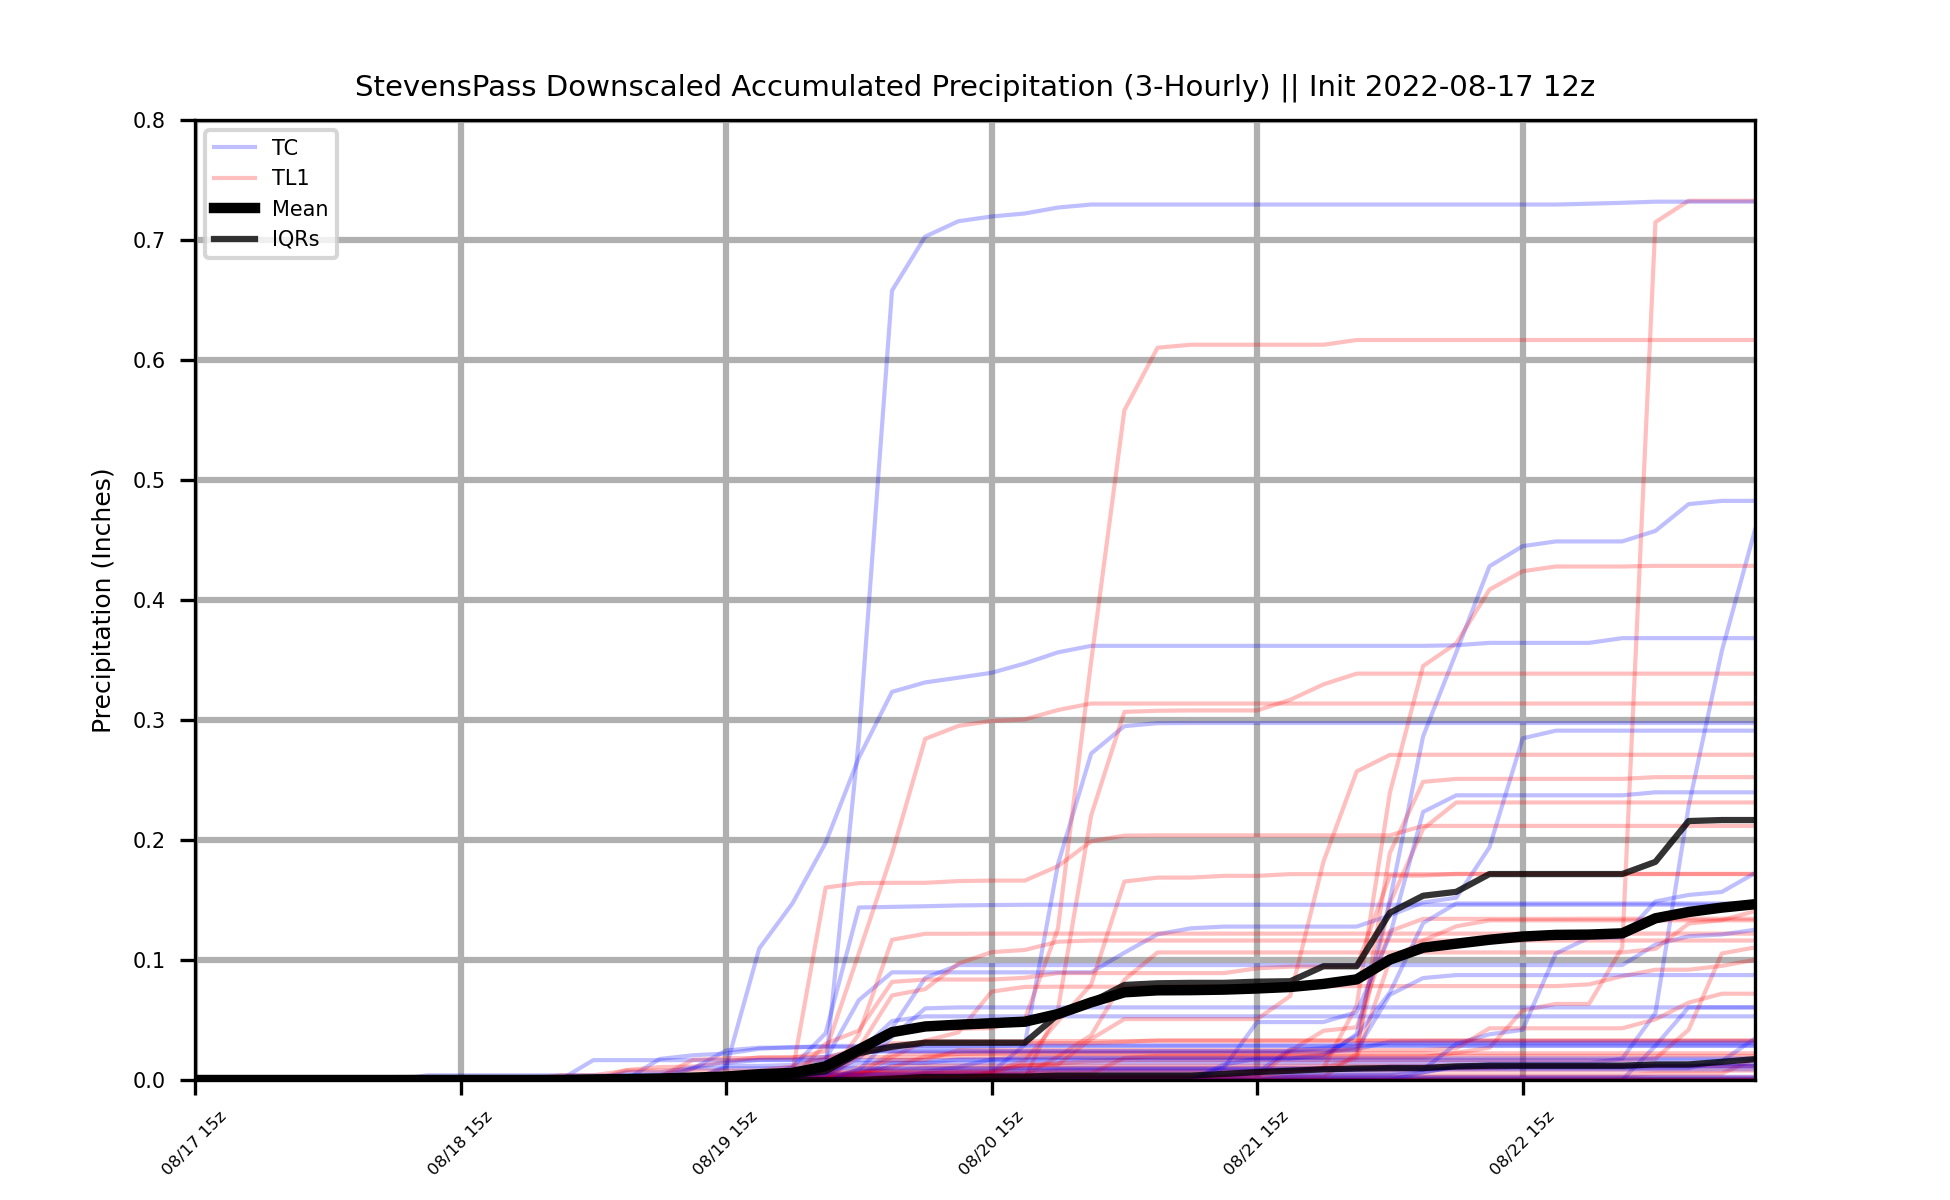 StevensPass Downscaled Accumulated Precipitation (3-Hourly) || Init 2022-08-17 12z
TC
TL1
Mean
IQRs
Precipitation (Inches)
0.8
0.7
0.6
0.5
0.4
0.3
0.2
0.1
0.0
08/17 15z
08/18 15z
08/19 15z
08/20 15z
08/21 15z
08/22 15z